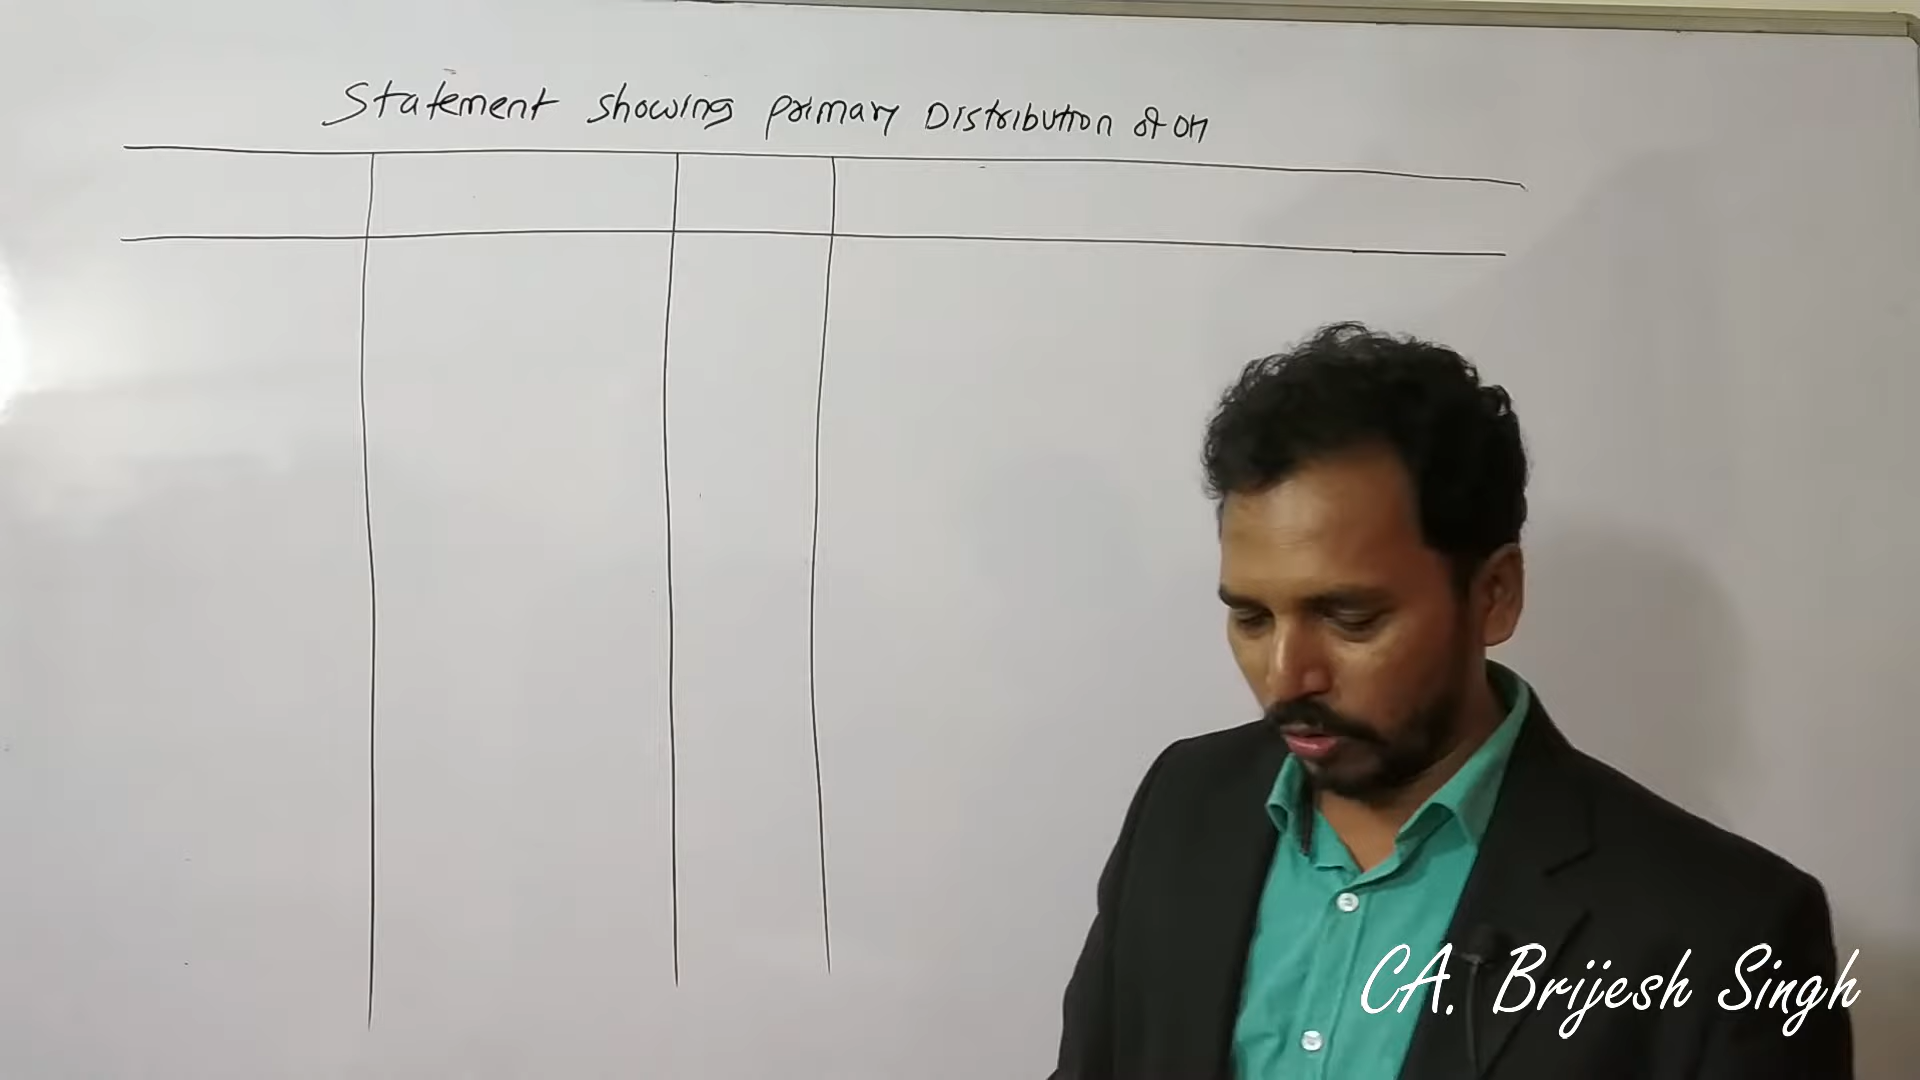 Statement showing primary Distribution of OH
CA. Brijesh Singh